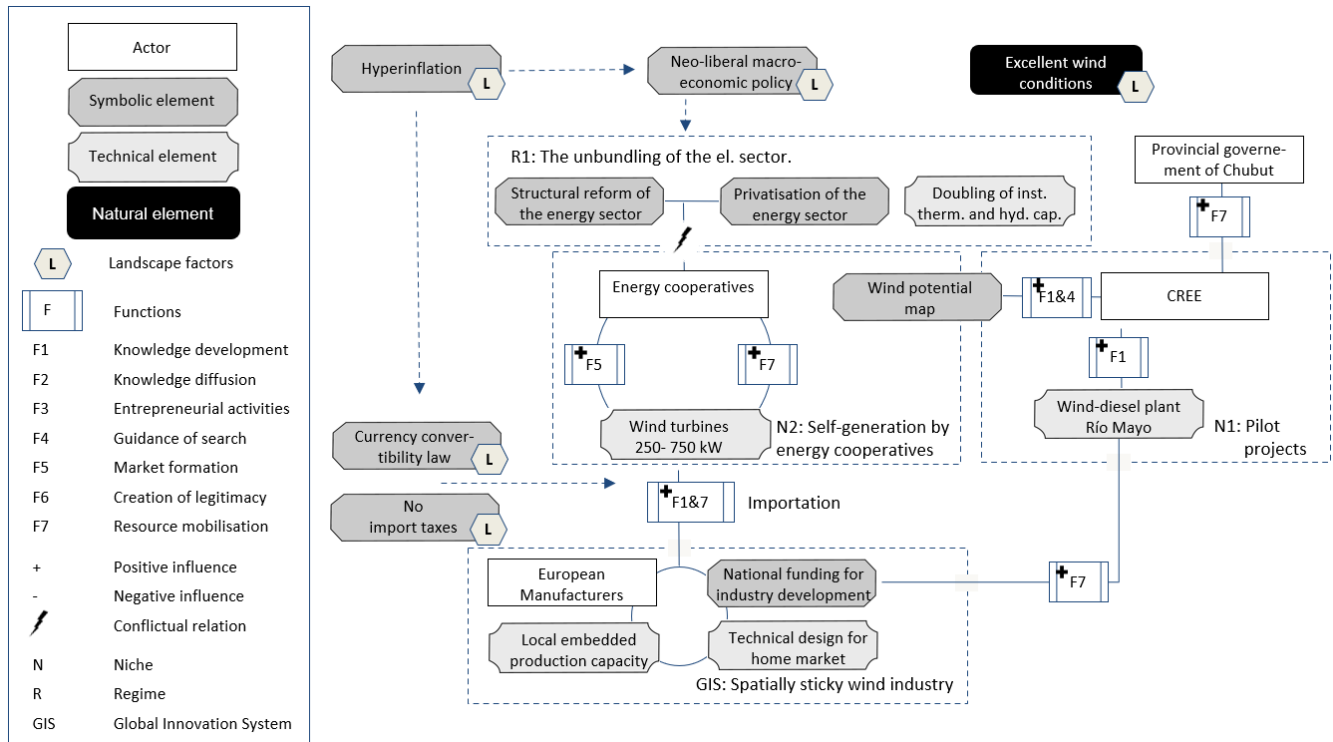 Actor
Symbolic element
Technical element
Natural element
L
Landscape factors
F
Functions
F1 Knowledge development
F2 Knowledge diffusion
F3 Entrepreneurial activities
F4 Guidance of search
F5 Market formation
F6 Creation of legitimacy
F7 Resource mobilisation
+ Positive influence
- Negative influence
Conflictual relation
N Niche
R Regime
GIS Global Innovation System
Hyperinflation
L
Neo-liberal macro-
economic policy
L
Excellent wind
conditions
L
R1: The unbundling of the el. sector.
Structural reform of
the energy sector
Privatisation of the
energy sector
Doubling of inst.
therm. and hyd. cap.
Provincial governe-
ment of Chubut
+
F7
Energy cooperatives
Wind potential
map
+
F1&4
CREE
+
F5
+
F7
+
F1
Wind turbines
250- 750 kW
N2: Self-generation by
energy cooperatives
Wind-diesel plant
Río Mayo
N1: Pilot
projects
Currency conver-
tibility law
L
No
import taxes
L
+
F1&7
Importation
European
Manufacturers
National funding for
industry development
+
F7
Local embedded
production capacity
Technical design for
home market
GIS: Spatially sticky wind industry